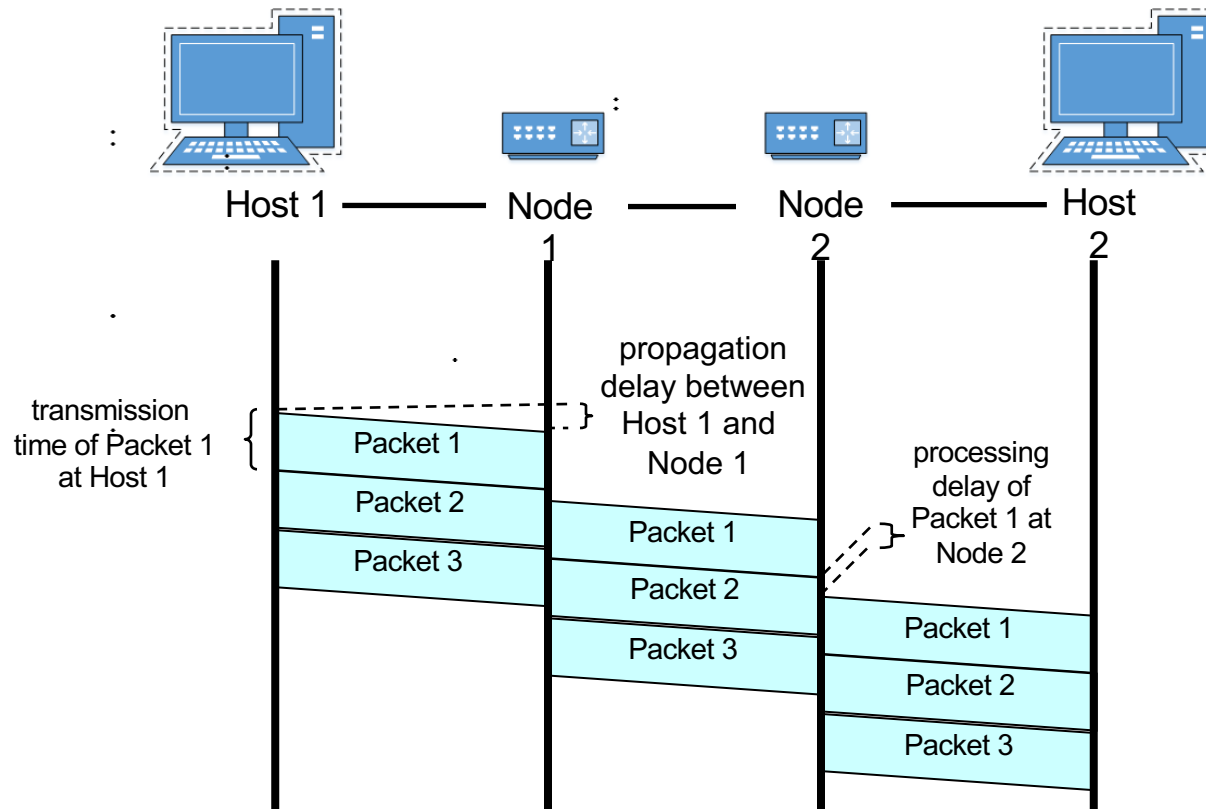 Host 1
Node
1
Node
2
Host
2
propagation
delay between
Host 1 and
Node 1
transmission
time of Packet 1
at Host 1
processing
delay of
Packet 1 at
Node 2
Packet 1
Packet 2
Packet 3
Packet 1
Packet 2
Packet 3
Packet 1
Packet 2
Packet 3